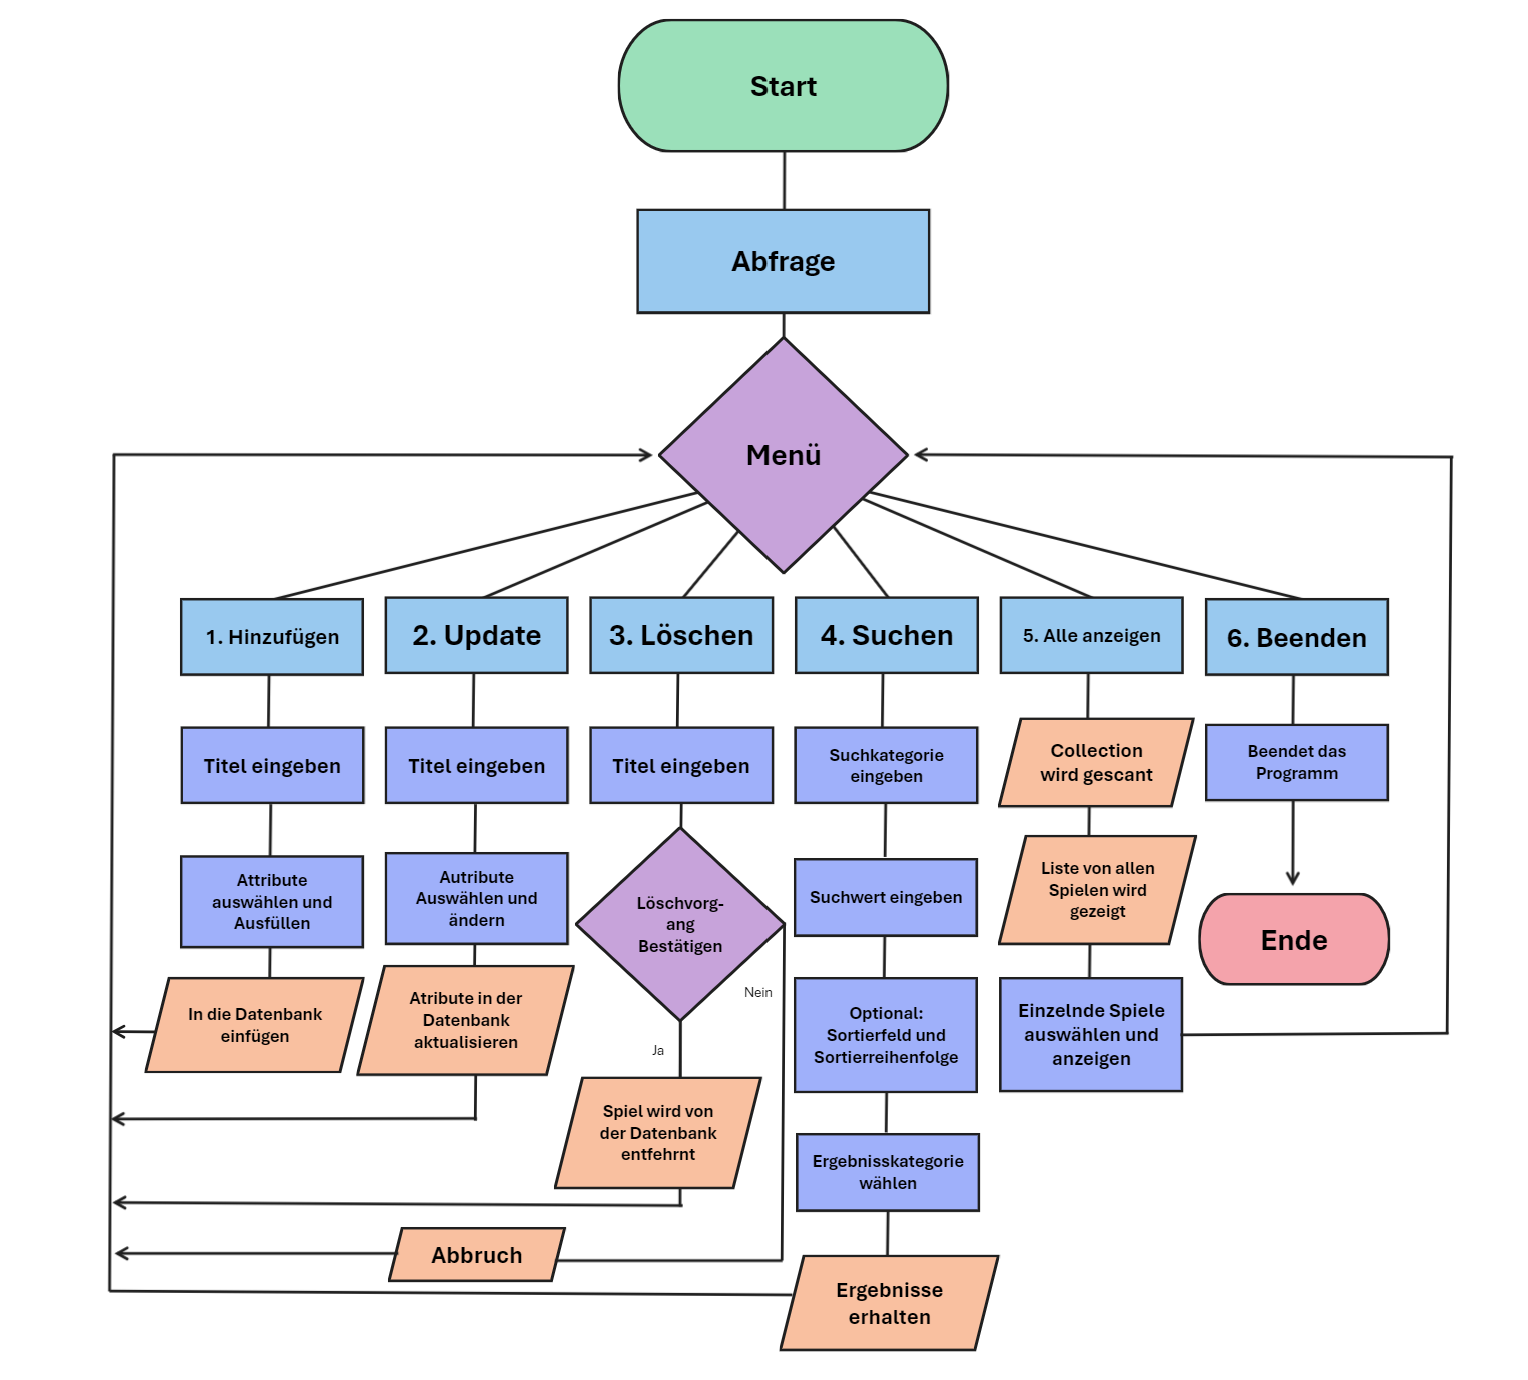 Start
Abfrage
Menü
1. Hinzufügen
2. Update
3. Löschen
4. Suchen
5. Alle anzeigen
6. Beenden
Titel eingeben
Attribute
auswählen und
Ausfüllen
In die Datenbank
einfügen
Titel eingeben
Autribute
Auswählen und
ändern
Atribute in der
Datenbank
aktualisieren
Titel eingeben
Löschvorg-
ang
Bestätigen
Nein
Ja
Spiel wird von
der Datenbank
entfehrnt
Abbruch
Suchkategorie
eingeben
Suchwert eingeben
Optional:
Sortierfeld und
Sortierreihenfolge
Ergebnisskategorie
wählen
Ergebnisse
erhalten
Collection
wird gescant
Liste von allen
Spielen wird
gezeigt
Einzelnde Spiele
auswählen und
anzeigen
Beendet das
Programm
Ende